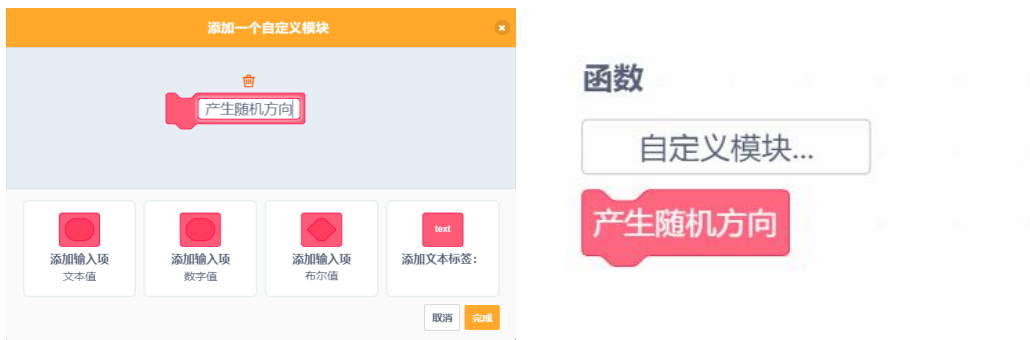 添加一个自定义模块
产生随机方向
text
添加输入项
文本值
添加输入项
数字值
添加输入项
布尔值
添加文本标签：
取消
完成
函数
自定义模块...
产生随机方向